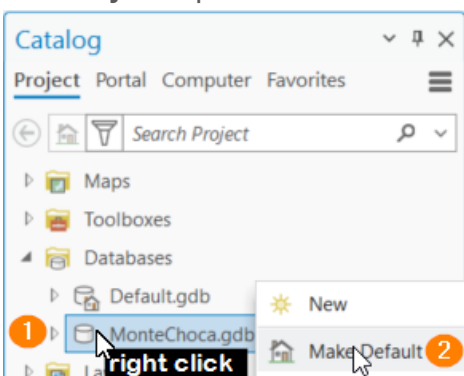 Catalog
Project Portal Computer Favorites
Search Project
Maps
Toolboxes
Databases
Default.gdb
New
1 MonteChoca.gdb
Make Default 2
right click